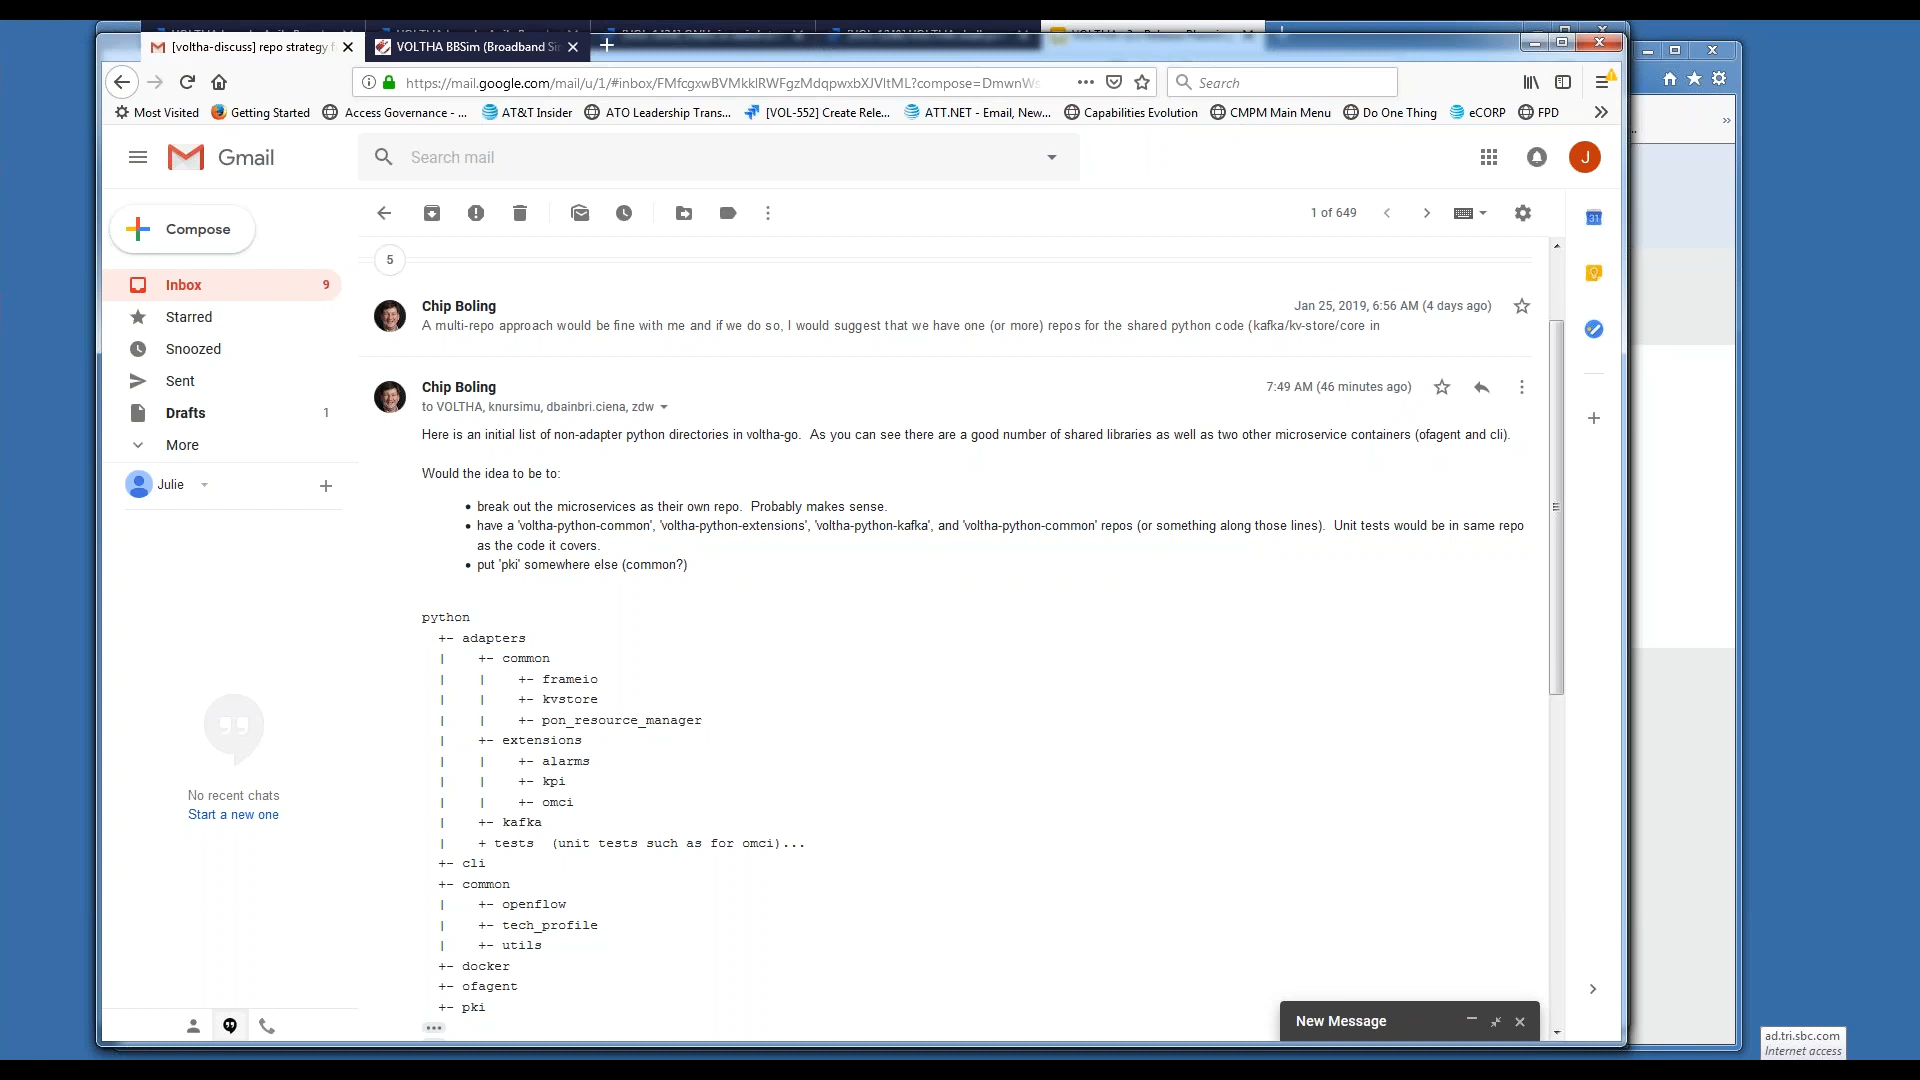 [voltha-discuss] repo strategy f
VOLTHA BBSim (Broadband Si
https://mail.google.com/mail/u/1/#inbox/FMfcgxwBVMkklRWFgzMdqpwxbXJVltML?compose=DmwnWs
Search
Most Visited
Getting Started
Access Governance - ...
AT&T Insider
ATO Leadership Trans...
[VOL-552] Create Rele...
ATT.NET - Email, New...
Capabilities Evolution
CMPM Main Menu
Do One Thing
eCORP
FPD
Gmail
Search mail
J
Compose
1 of 649
31
Inbox 9
Starred
Snoozed
Sent
Drafts 1
More
Julie
No recent chats
Start a new one
5
Chip Boling
Jan 25, 2019, 6:56 AM (4 days ago)
A multi-repo approach would be fine with me and if we do so, I would suggest that we have one (or more) repos for the shared python code (kafka/kv-store/core in
Chip Boling
7:49 AM (46 minutes ago)
to VOLTHA, knursimu, dbainbri.ciena, zdw
Here is an initial list of non-adapter python directories in voltha-go.  As you can see there are a good number of shared libraries as well as two other microservice containers (ofagent and cli).
Would the idea to be to:
• break out the microservices as their own repo.  Probably makes sense.
• have a 'voltha-python-common', 'voltha-python-extensions', 'voltha-python-kafka', and 'voltha-python-common' repos (or something along those lines).  Unit tests would be in same repo
as the code it covers.
• put 'pki' somewhere else (common?)
python
  +- adapters
  |    +- common
  |    |    +- frameio
  |    |    +- kvstore
  |    |    +- pon_resource_manager
  |    +- extensions
  |    |    +- alarms
  |    |    +- kpi
  |    |    +- omci
  |    +- kafka
  |    + tests  (unit tests such as for omci)...
  +- cli
  +- common
  |    +- openflow
  |    +- tech_profile
  |    +- utils
  +- docker
  +- ofagent
  +- pki
New Message
ad.tri.sbc.com
Internet access